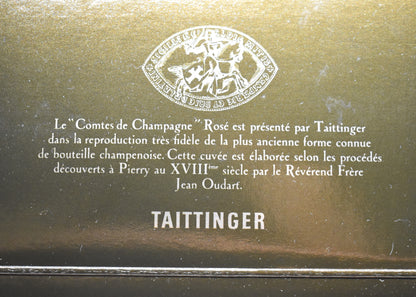 Le "Comtes de Champagne" Rosé est présenté par Taittinger
dans la reproduction très fidèle de la plus ancienne forme connue
de bouteille champenoise. Cette cuvée est élaborée selon les procédés
découverts à Pierry au XVIIIème siècle par le Révérend Frère
Jean Oudart.
TAITTINGER